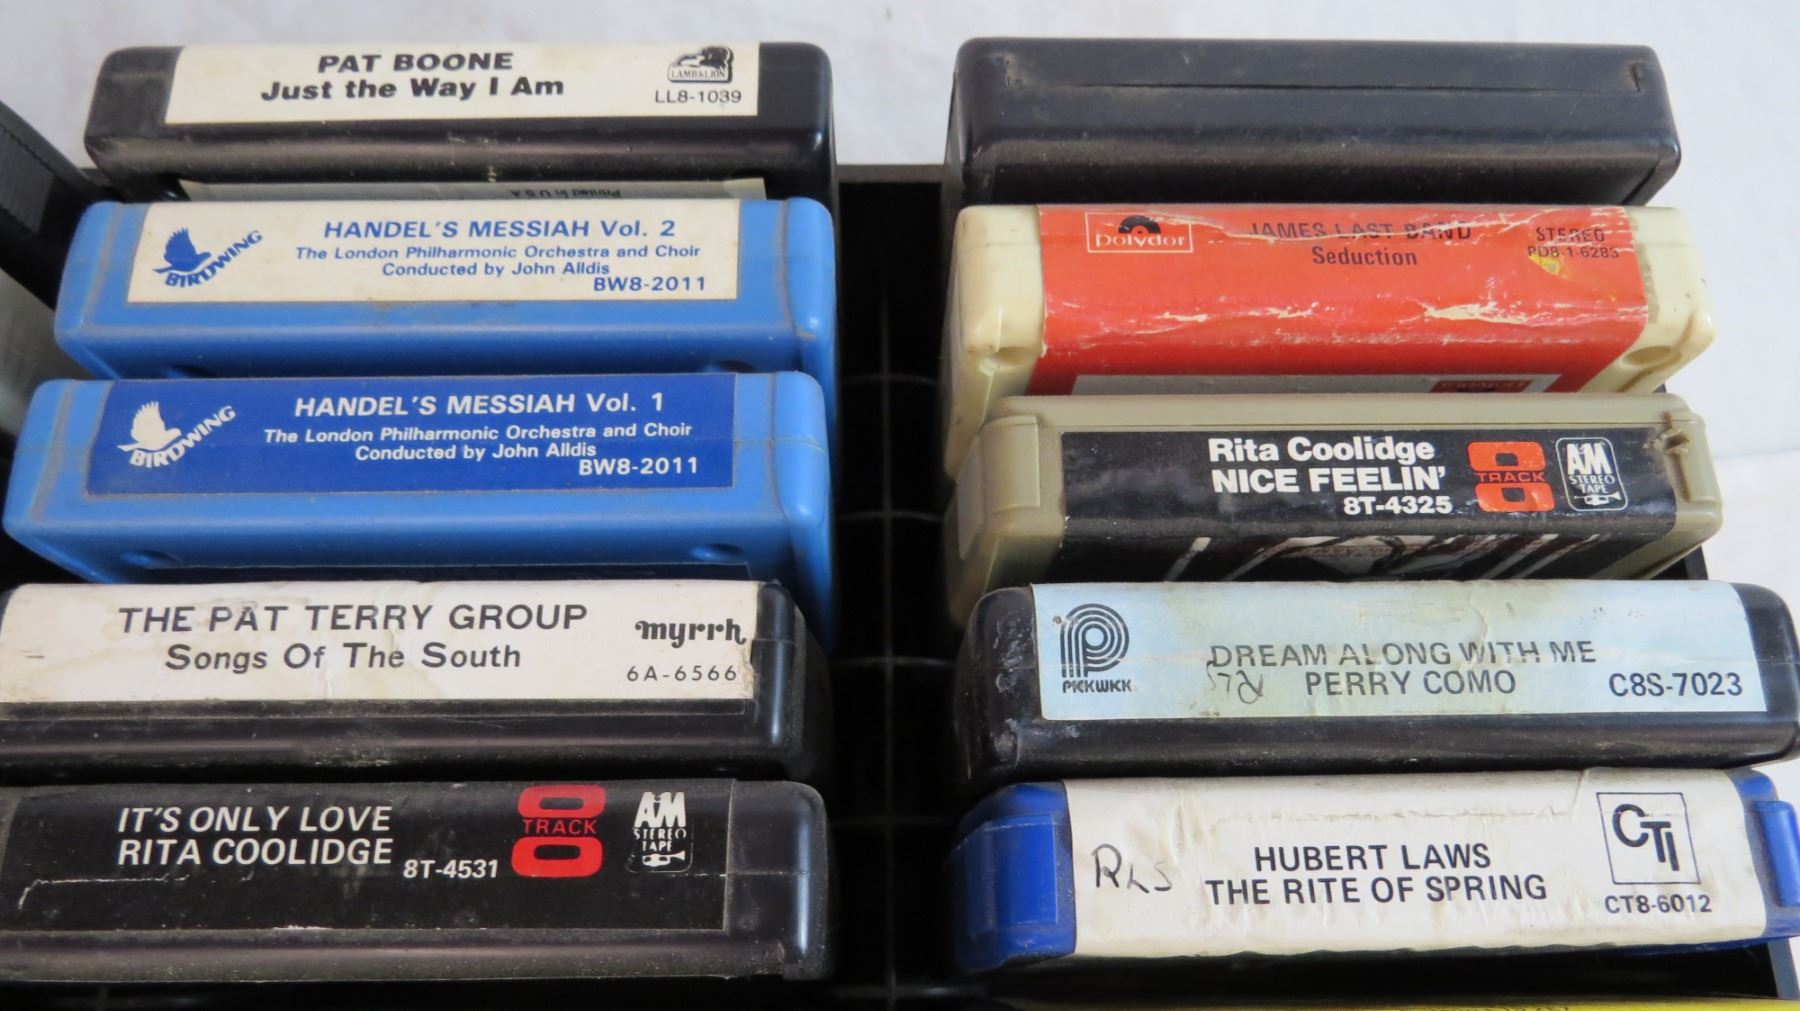 PAT BOONE
Just the Way I Am
LAMB & LION
LL8-1039
Printed in U.S.A.
BIRDWING
HANDEL'S MESSIAH Vol. 2
The London Philharmonic Orchestra and Choir
Conducted by John Alldis
BW8-2011
BIRDWING
HANDEL'S MESSIAH Vol. 1
The London Philharmonic Orchestra and Choir
Conducted by John Alldis
BW8-2011
THE PAT TERRY GROUP
Songs Of The South
myrrh
6A-6566
IT'S ONLY LOVE
RITA COOLIDGE
8T-4531
8
TRACK
A&M
STEREO
TAPE
polydor
JAMES LAST BAND
Seduction
STEREO
PD8-1-6283
Rita Coolidge
NICE FEELIN'
8T-4325
8
TRACK
A&M
STEREO
TAPE
PICKWICK
DREAM ALONG WITH ME
PERRY COMO
C8S-7023
RLS
HUBERT LAWS
THE RITE OF SPRING
CTI
CT8-6012